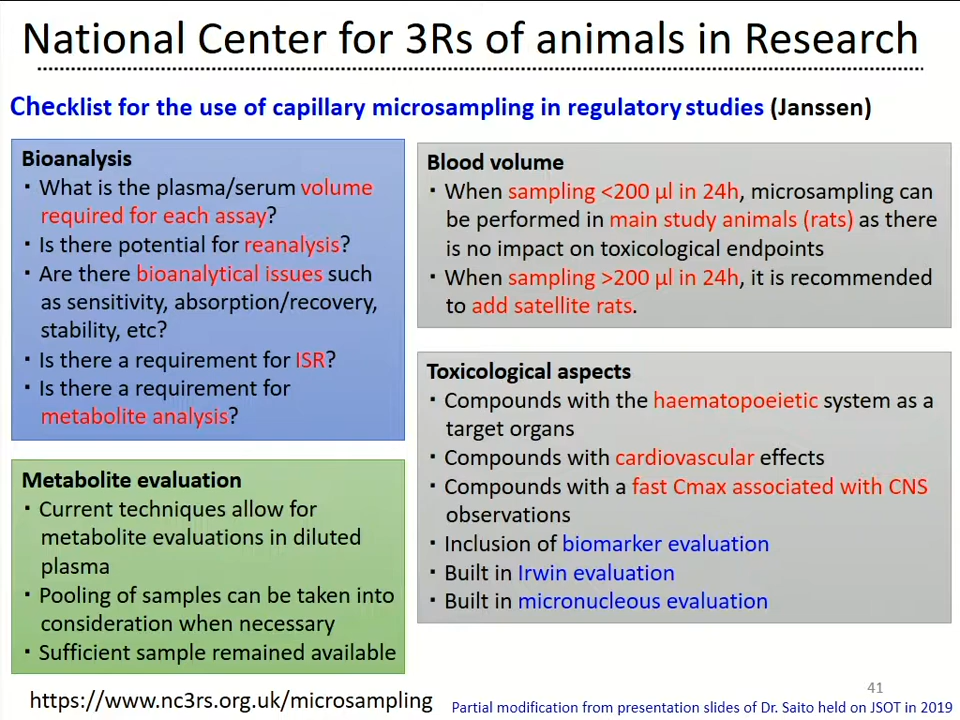 National Center for 3Rs of animals in Research
Checklist for the use of capillary microsampling in regulatory studies (Janssen)
Bioanalysis
・What is the plasma/serum volume
required for each assay?
・Is there potential for reanalysis?
・Are there bioanalytical issues such
as sensitivity, absorption/recovery,
stability, etc?
・Is there a requirement for ISR?
・Is there a requirement for
metabolite analysis?
Metabolite evaluation
・Current techniques allow for
metabolite evaluations in diluted
plasma
・Pooling of samples can be taken into
consideration when necessary
・Sufficient sample remained available
Blood volume
・When sampling <200 μl in 24h, microsampling can
be performed in main study animals (rats) as there
is no impact on toxicological endpoints
・When sampling >200 μl in 24h, it is recommended
to add satellite rats.
Toxicological aspects
・Compounds with the haematopoeietic system as a
target organs
・Compounds with cardiovascular effects
・Compounds with a fast Cmax associated with CNS
observations
・Inclusion of biomarker evaluation
・Built in Irwin evaluation
・Built in micronucleous evaluation
https://www.nc3rs.org.uk/microsampling
41
Partial modification from presentation slides of Dr. Saito held on JSOT in 2019